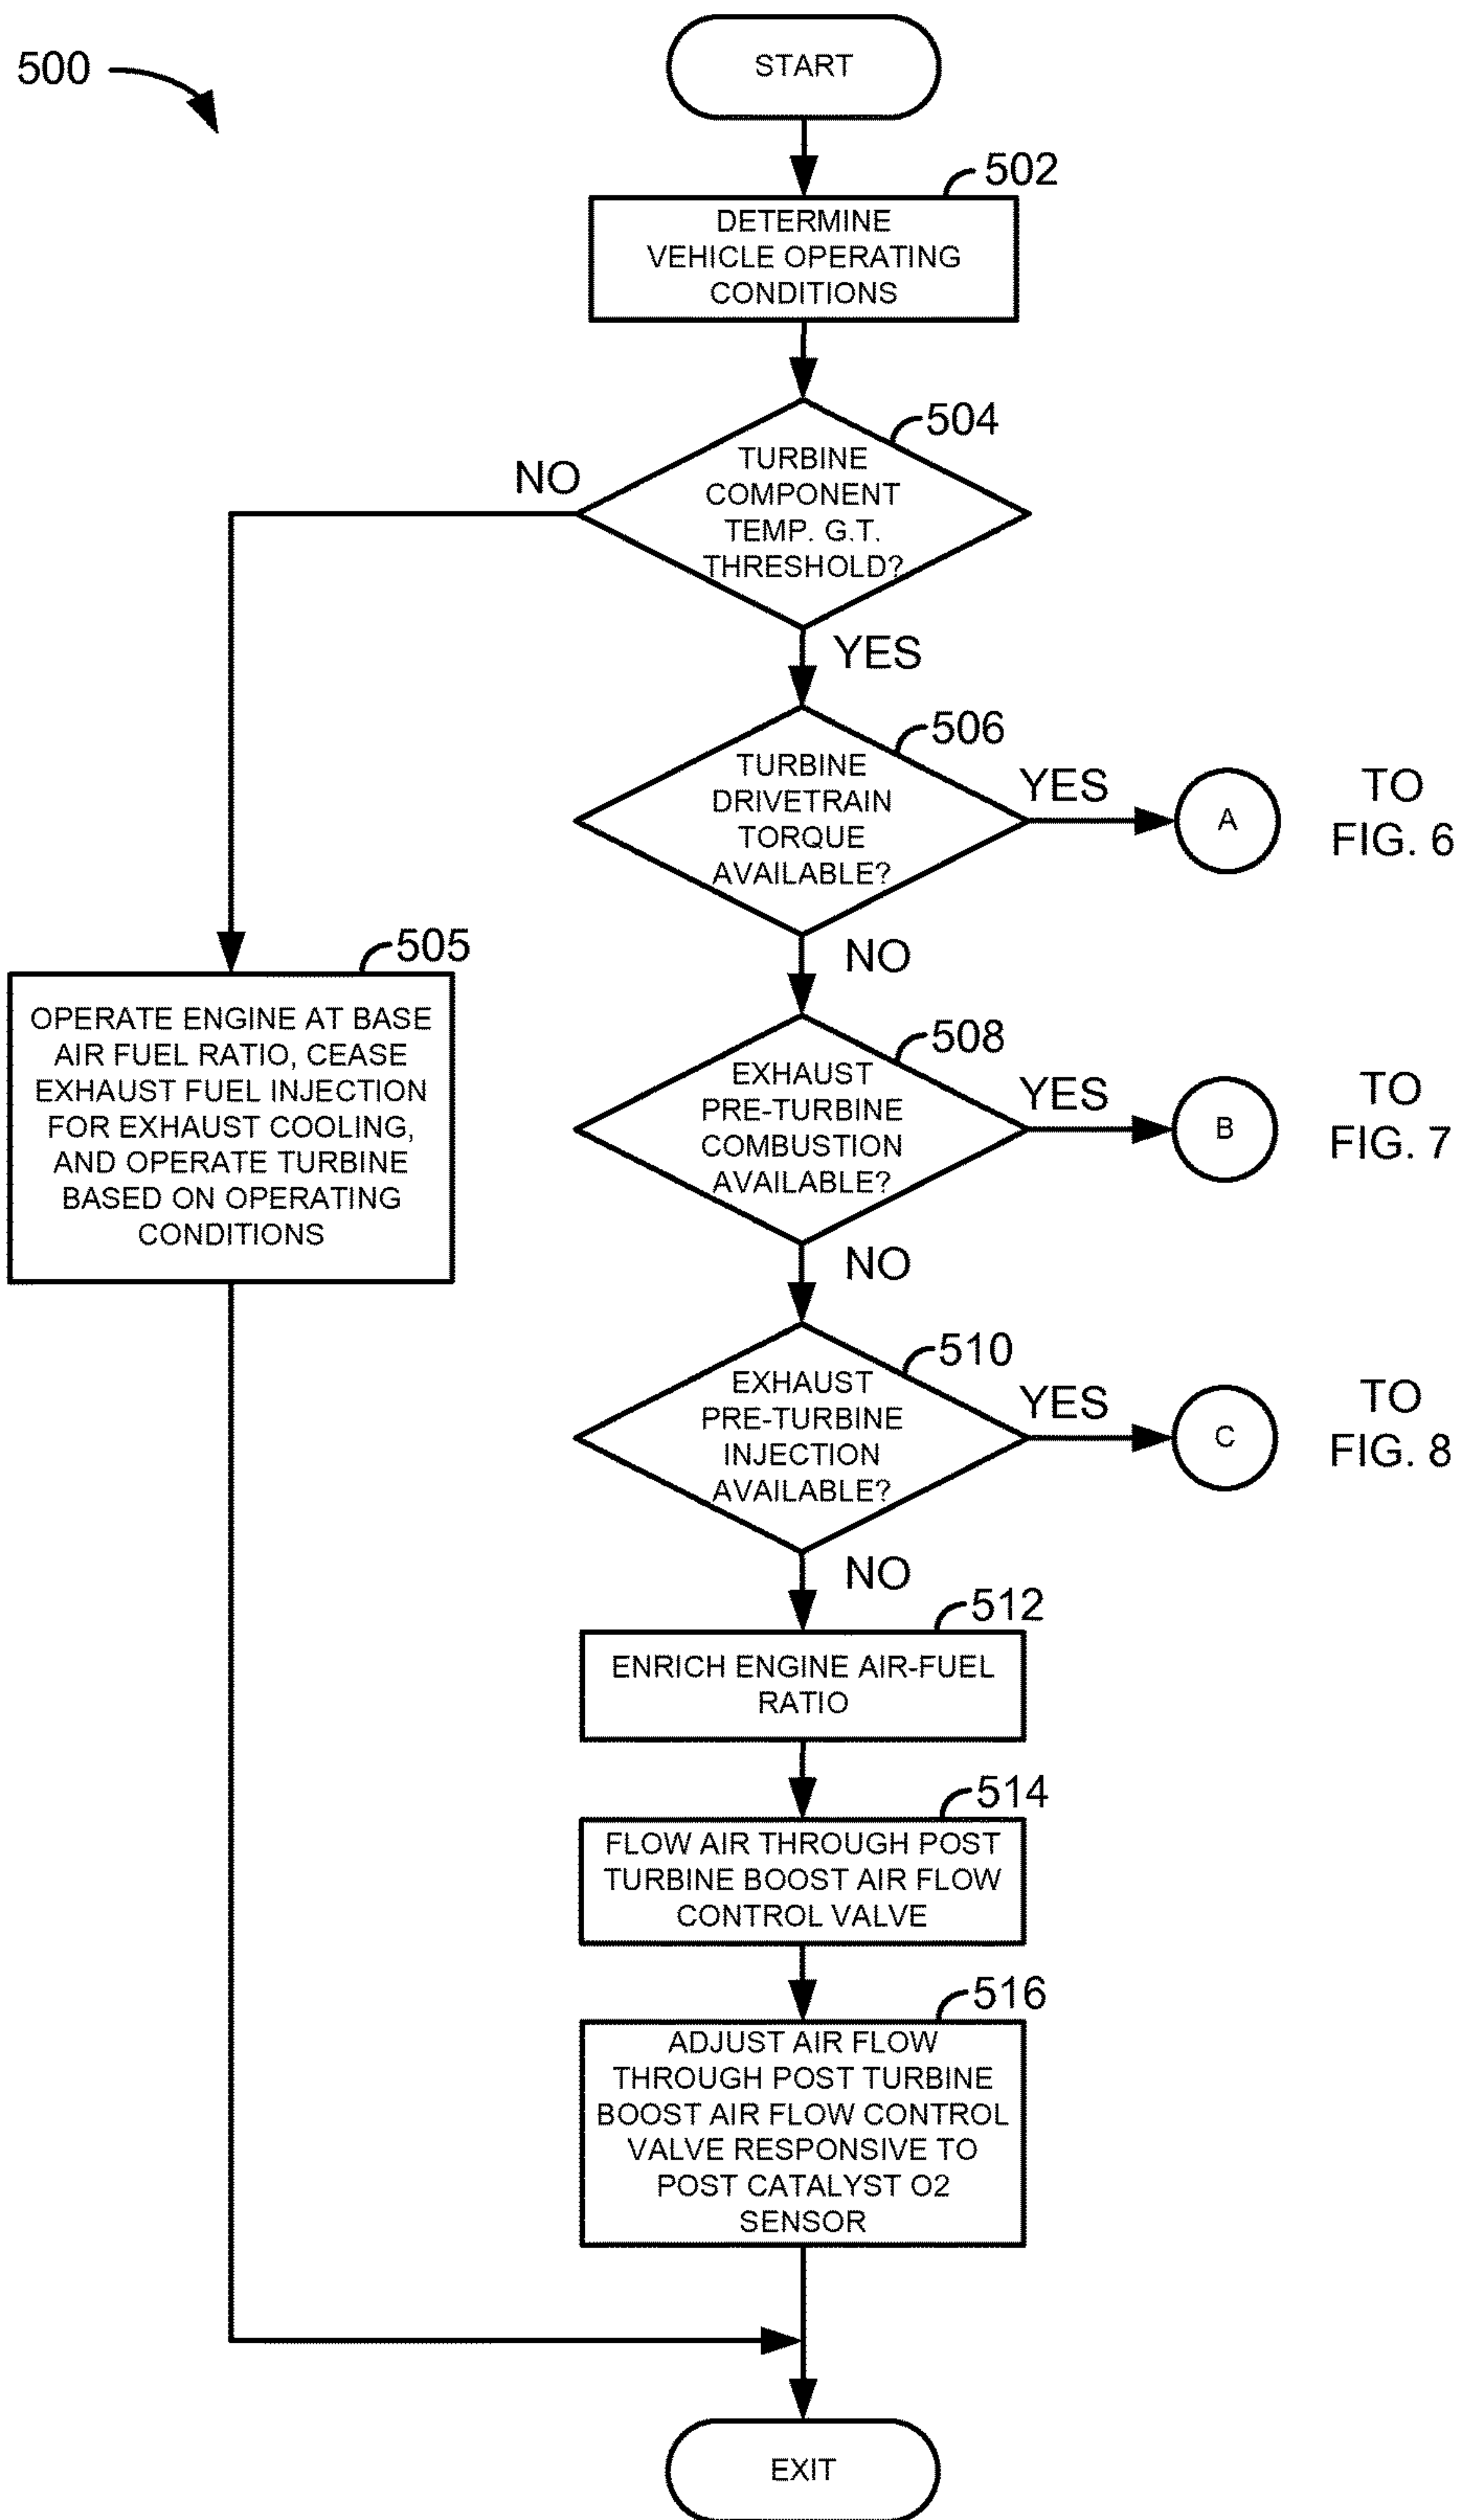 500
START
502
DETERMINE
VEHICLE OPERATING
CONDITIONS
504
TURBINE
COMPONENT
TEMP. G.T.
THRESHOLD?
NO
YES
506
TURBINE
DRIVETRAIN
TORQUE
AVAILABLE?
YES
A
TO
FIG. 6
NO
505
OPERATE ENGINE AT BASE
AIR FUEL RATIO, CEASE
EXHAUST FUEL INJECTION
FOR EXHAUST COOLING,
AND OPERATE TURBINE
BASED ON OPERATING
CONDITIONS
508
EXHAUST
PRE-TURBINE
COMBUSTION
AVAILABLE?
YES
B
TO
FIG. 7
NO
510
EXHAUST
PRE-TURBINE
INJECTION
AVAILABLE?
YES
C
TO
FIG. 8
NO
512
ENRICH ENGINE AIR-FUEL
RATIO
514
FLOW AIR THROUGH POST
TURBINE BOOST AIR FLOW
CONTROL VALVE
516
ADJUST AIR FLOW
THROUGH POST TURBINE
BOOST AIR FLOW CONTROL
VALVE RESPONSIVE TO
POST CATALYST O2
SENSOR
EXIT